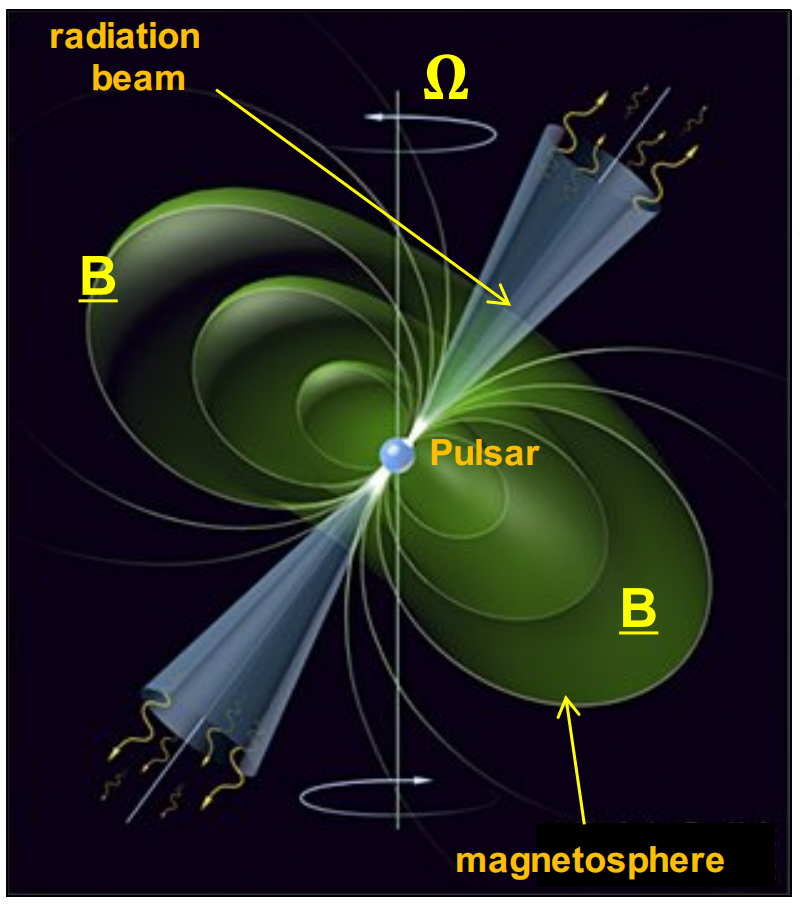 radiation
beam
Ω
B
Pulsar
B
magnetosphere